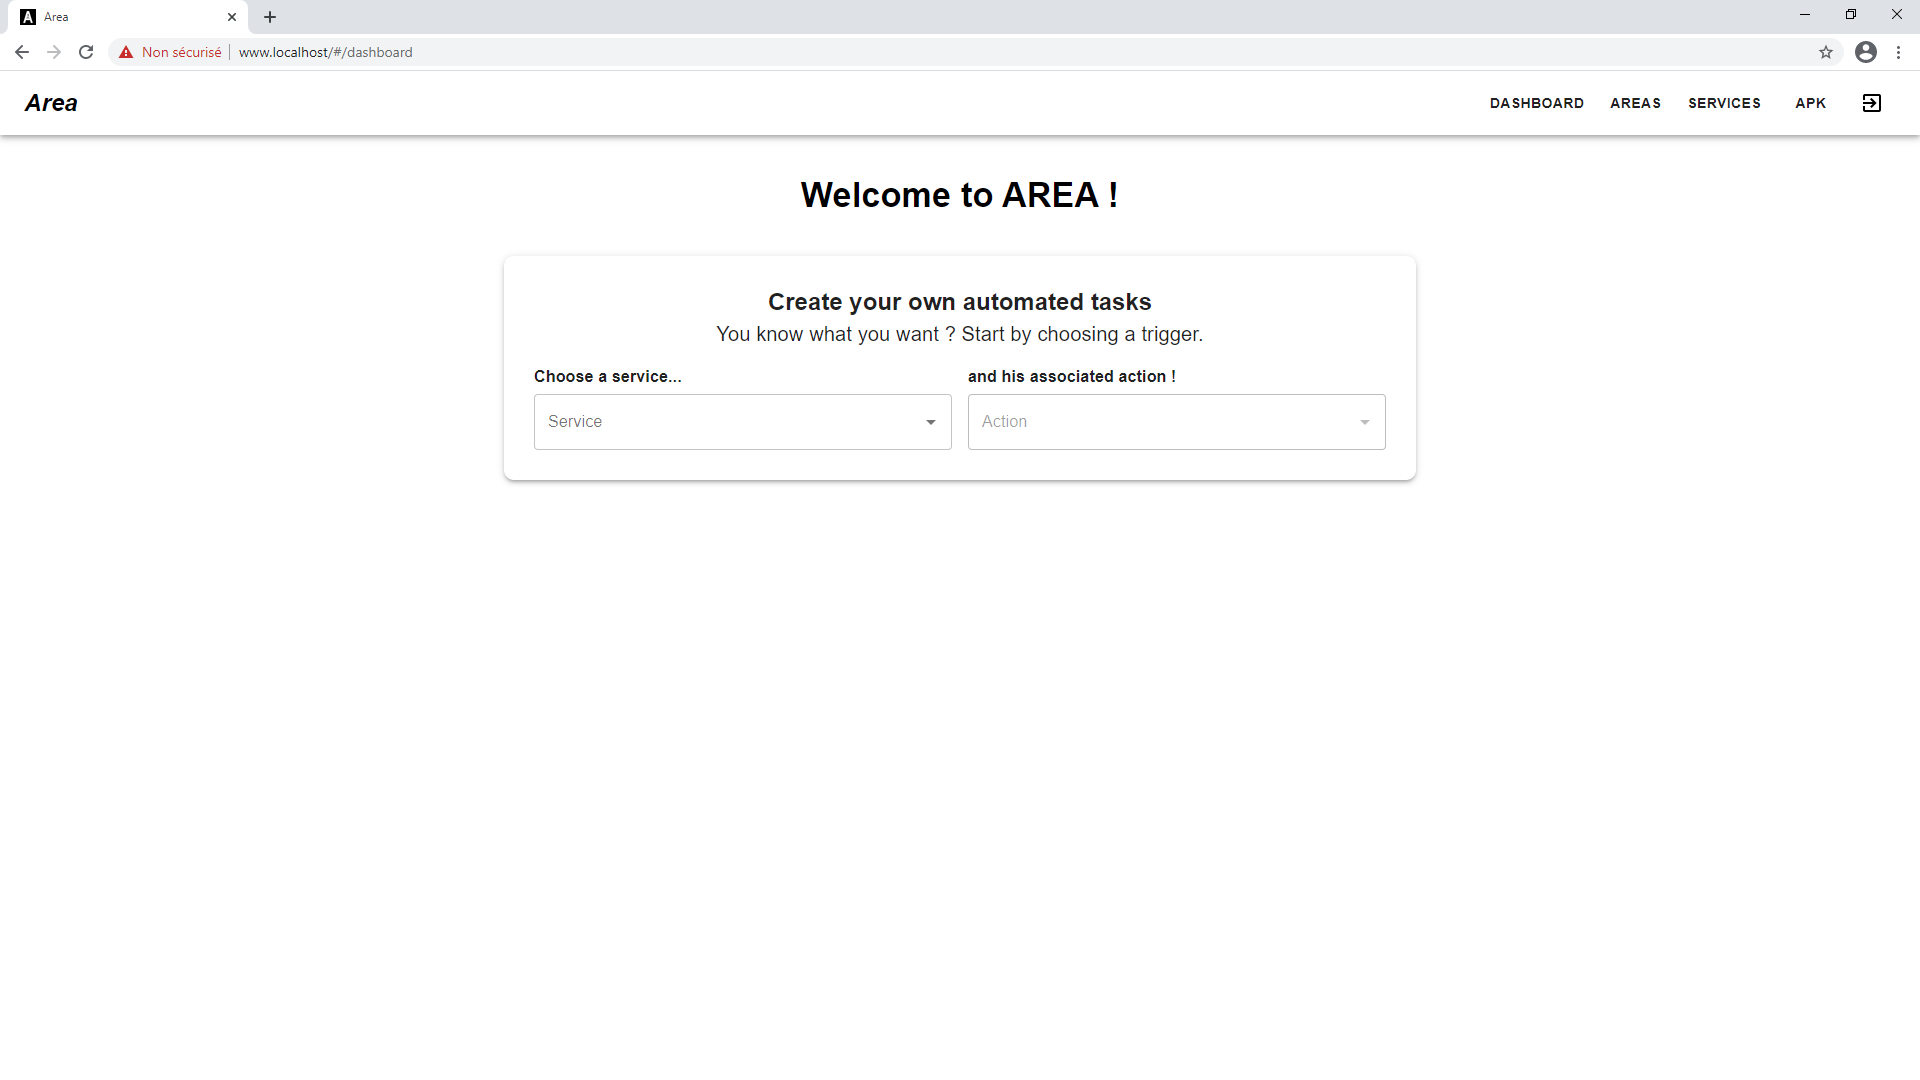 A Area
Non sécurisé www.localhost/#/dashboard
Area DASHBOARD AREAS SERVICES APK
Welcome to AREA !
Create your own automated tasks
You know what you want ? Start by choosing a trigger.
Choose a service... and his associated action !
Service Action